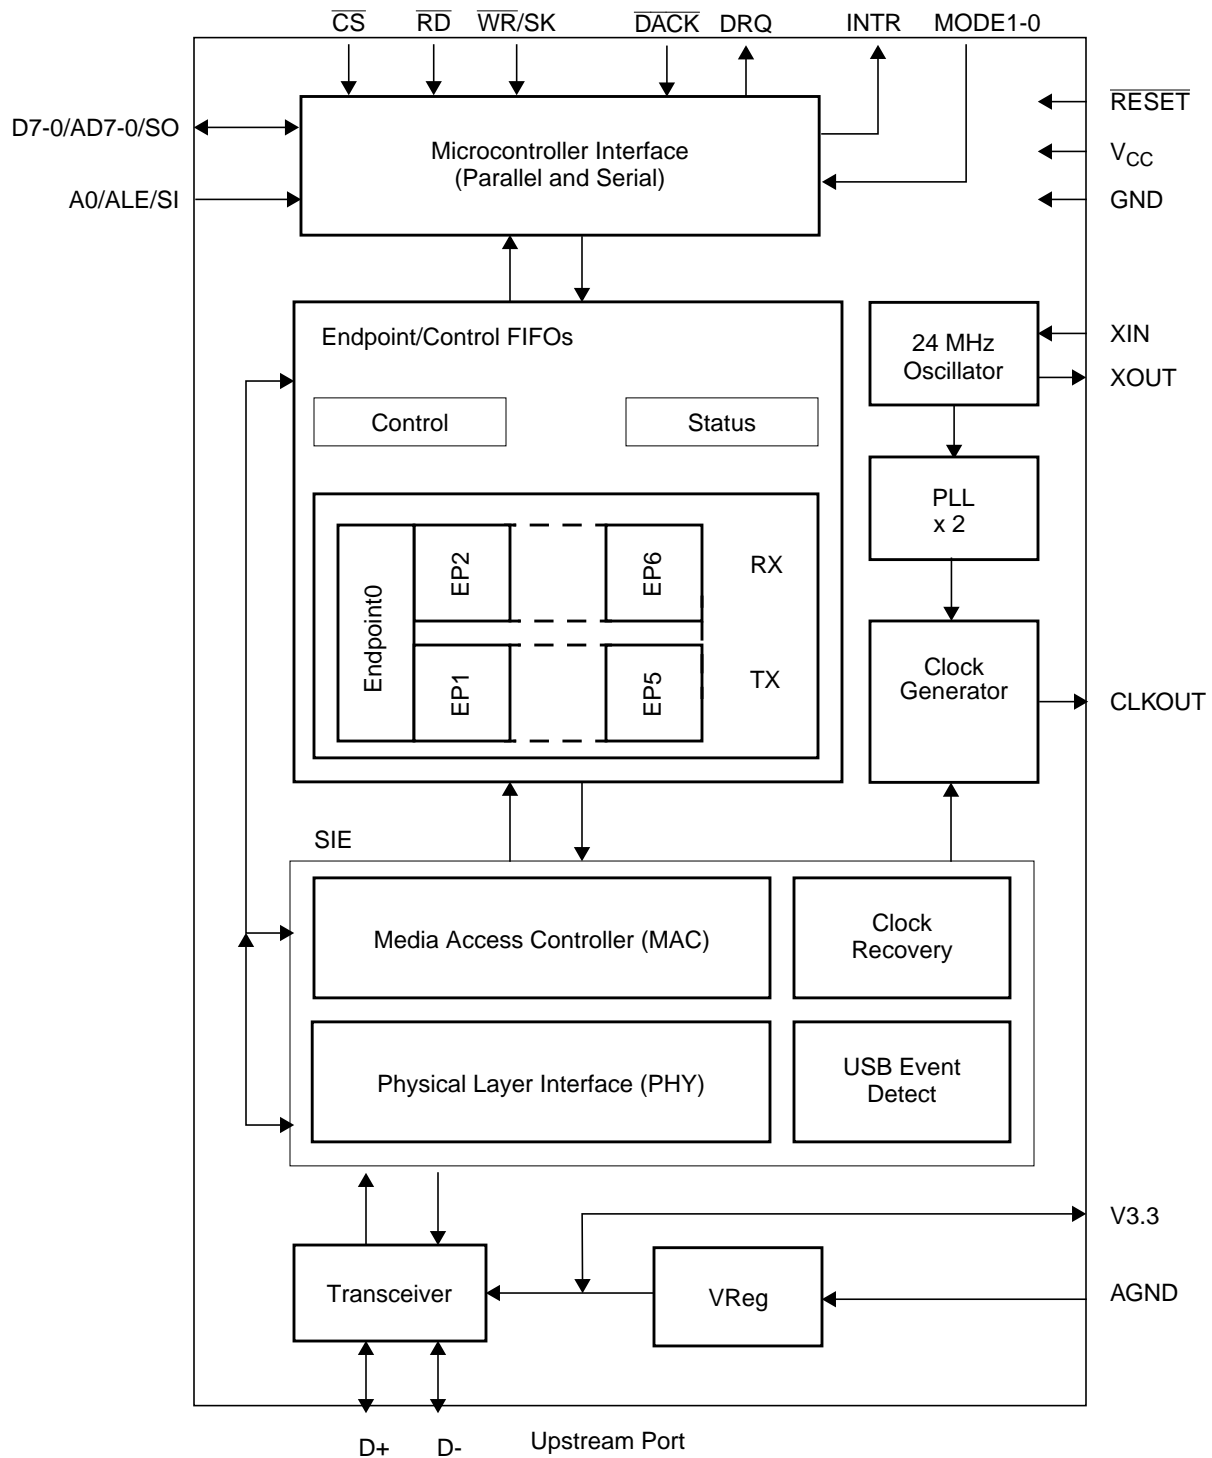 CS RD WR/SK DACK DRQ INTR MODE1-0
D7-0/AD7-0/SO
A0/ALE/SI
Microcontroller Interface
(Parallel and Serial)
RESET
VCC
GND
Endpoint/Control FIFOs
Control
Status
24 MHz
Oscillator
XIN
XOUT
PLL
x 2
Endpoint0
EP2
EP6
RX
EP1
EP5
TX
Clock
Generator
CLKOUT
SIE
Media Access Controller (MAC)
Clock
Recovery
Physical Layer Interface (PHY)
USB Event
Detect
V3.3
Transceiver
VReg
AGND
D+ D- Upstream Port